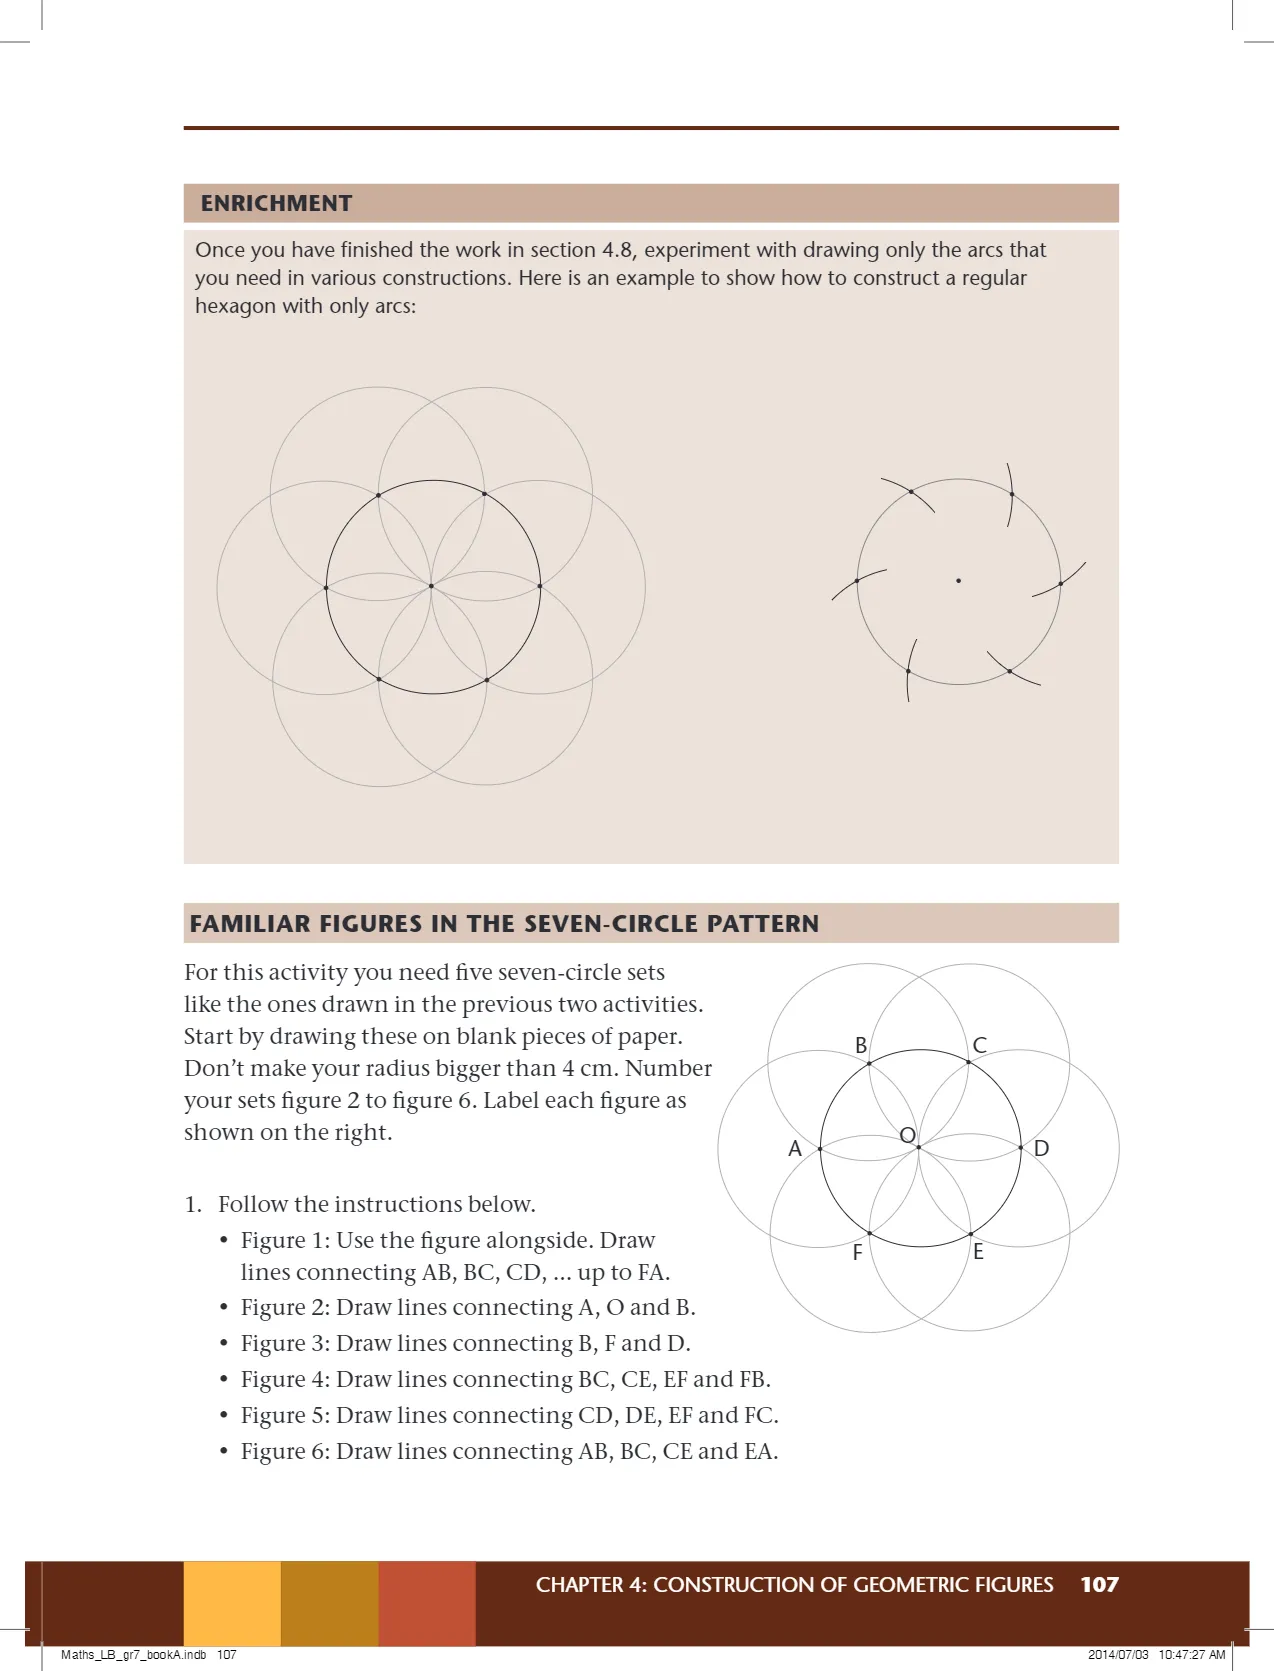 ENRICHMENT
Once you have finished the work in section 4.8, experiment with drawing only the arcs that
you need in various constructions. Here is an example to show how to construct a regular
hexagon with only arcs:
FAMILIAR FIGURES IN THE SEVEN-CIRCLE PATTERN
For this activity you need five seven-circle sets
like the ones drawn in the previous two activities.
Start by drawing these on blank pieces of paper.
Don’t make your radius bigger than 4 cm. Number
your sets figure 2 to figure 6. Label each figure as
shown on the right.
B
C
O
A
D
F
E
1. Follow the instructions below.
• Figure 1: Use the figure alongside. Draw
lines connecting AB, BC, CD, ... up to FA.
• Figure 2: Draw lines connecting A, O and B.
• Figure 3: Draw lines connecting B, F and D.
• Figure 4: Draw lines connecting BC, CE, EF and FB.
• Figure 5: Draw lines connecting CD, DE, EF and FC.
• Figure 6: Draw lines connecting AB, BC, CE and EA.
CHAPTER 4: CONSTRUCTION OF GEOMETRIC FIGURES 107
Maths_LB_gr7_bookA.indb 107
2014/07/03 10:47:27 AM